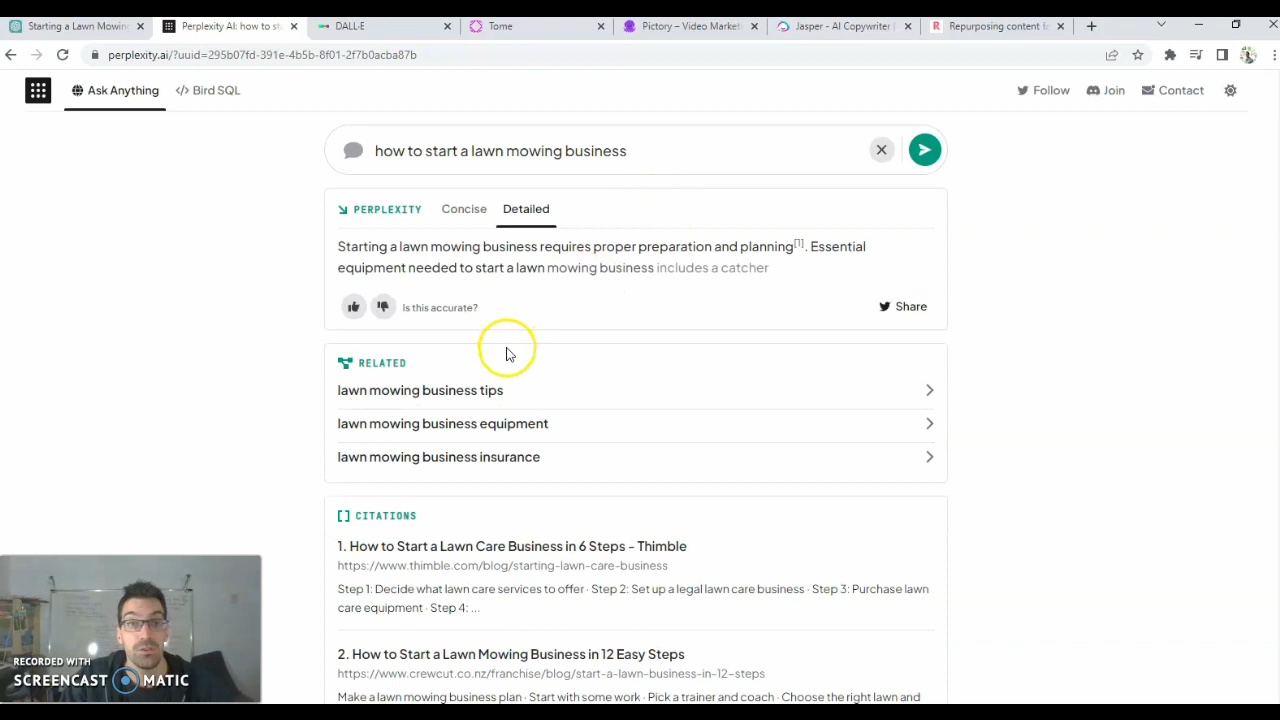 Starting a Lawn Mowin
Perplexity AI: how to st
DALL·E
Tome
Pictory – Video Market
Jasper - AI Copywriter
Repurposing content f
perplexity.ai/?uuid=295b07fd-391e-4b5b-8f01-2f7b0acba87b
Ask Anything
</> Bird SQL
Follow
Join
Contact
how to start a lawn mowing business
PERPLEXITY
Concise
Detailed
Starting a lawn mowing business requires proper preparation and planning[1]. Essential
equipment needed to start a lawn mowing business includes a catcher
Is this accurate?
Share
RELATED
lawn mowing business tips
lawn mowing business equipment
lawn mowing business insurance
CITATIONS
1. How to Start a Lawn Care Business in 6 Steps - Thimble
https://www.thimble.com/blog/starting-lawn-care-business
Step 1: Decide what lawn care services to offer · Step 2: Set up a legal lawn care business · Step 3: Purchase lawn
care equipment · Step 4: ...
2. How to Start a Lawn Mowing Business in 12 Easy Steps
https://www.crewcut.co.nz/franchise/blog/start-a-lawn-business-in-12-steps
Make a lawn mowing business plan · Start with some work · Pick a trainer and coach · Choose the right lawn and
RECORDED WITH
SCREENCAST MATIC